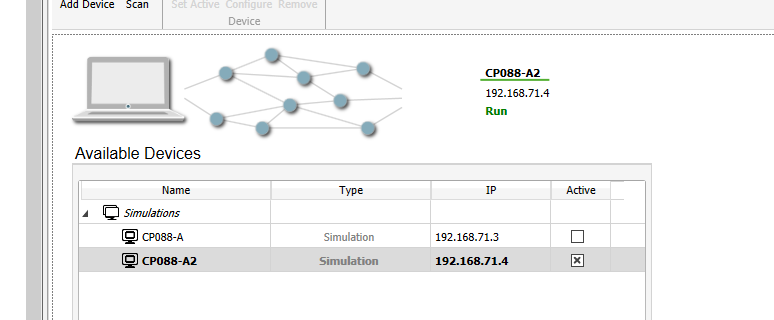 Add Device Scan Set Active Configure Remove
Device
CP088-A2
192.168.71.4
Run
Available Devices
Name Type IP Active
Simulations
CP088-A Simulation 192.168.71.3
CP088-A2 Simulation 192.168.71.4